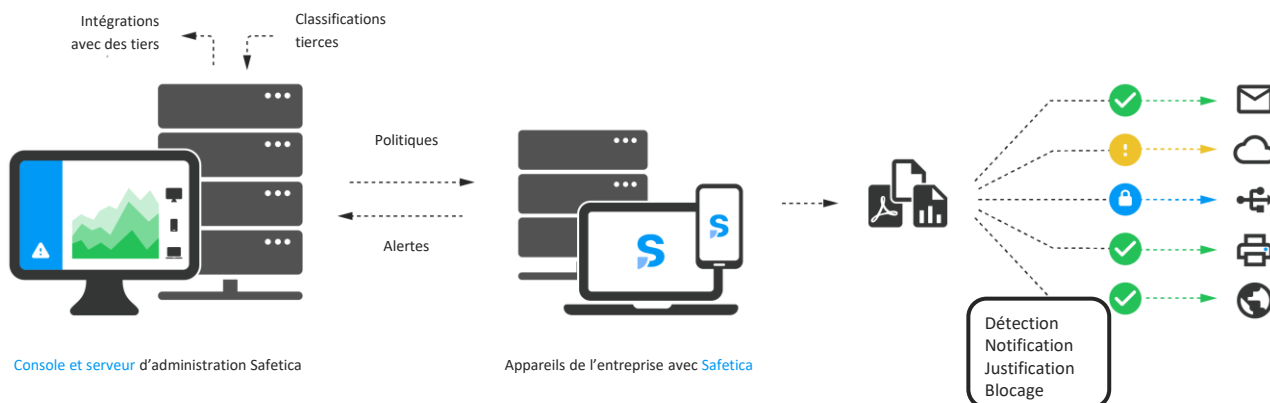 Intégrations
avec des tiers
Classifications
tierces
Politiques
Alertes
Console et serveur d’administration Safetica
Appareils de l’entreprise avec Safetica
Détection
Notification
Justification
Blocage